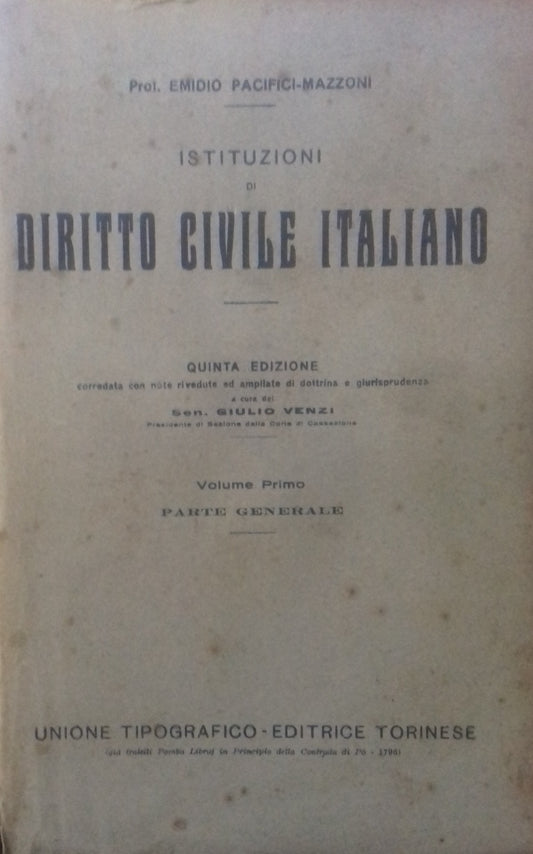 Prof. EMIDIO PACIFICI-MAZZONI
ISTITUZIONI
DI
DIRITTO CIVILE ITALIANO
QUINTA EDIZIONE
corredata con note rivedute ed ampliate di dottrina e giurisprudenza
a cura del
Sen. GIULIO VENZI
Presidente di Sezione della Corte di Cassazione
Volume Primo
PARTE GENERALE
UNIONE TIPOGRAFICO-EDITRICE TORINESE
(già fratelli Pomba Libraj in Principio della Contrada di Po - 1795)